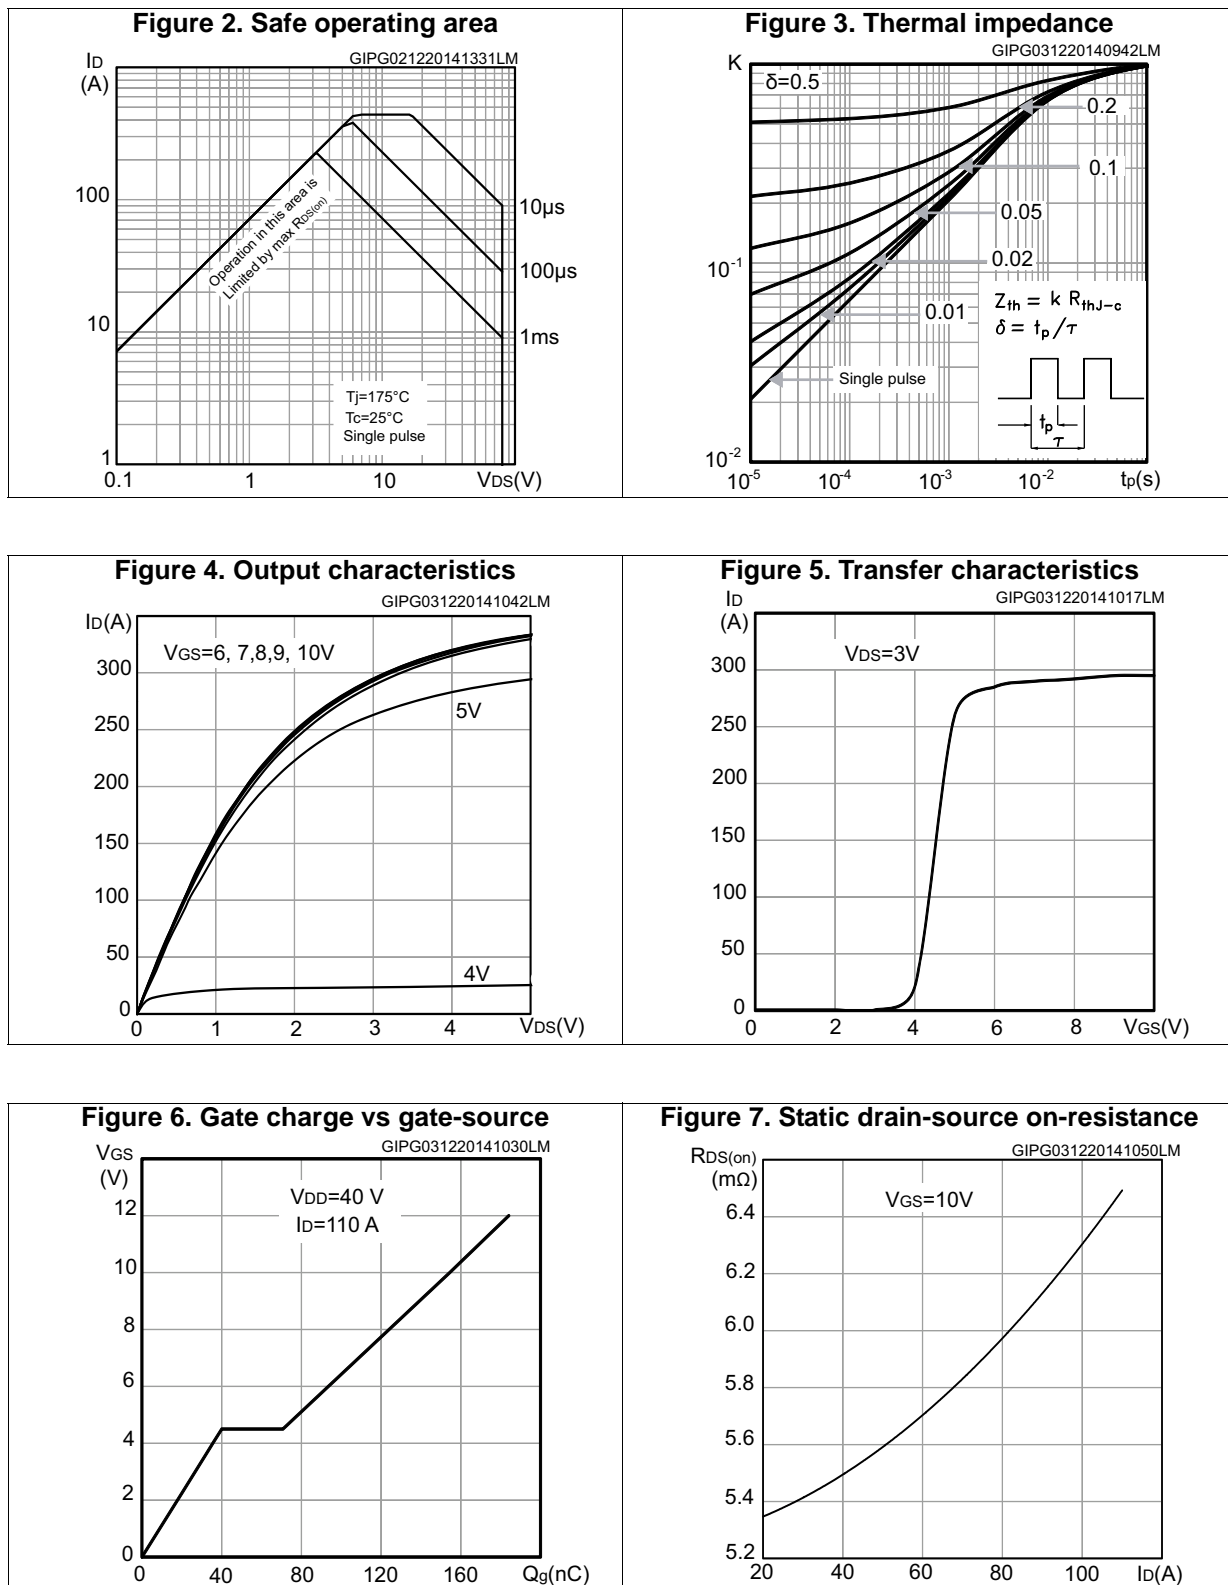 Figure 2. Safe operating area
GIPG021220141331LM
ID
(A)
100
10
1
0.1
1
10
VDS(V)
Operation in this area is
Limited by max RDS(on)
10µs
100µs
1ms
Tj=175°C
Tc=25°C
Single pulse
Figure 3. Thermal impedance
GIPG031220140942LM
K
δ=0.5
0.2
0.1
0.05
0.02
0.01
Single pulse
Zth = k RthJ-c
δ = tp/τ
tp
τ
10-1
10-2
10-5
10-4
10-3
10-2
tp(s)
Figure 4. Output characteristics
GIPG031220141042LM
ID(A)
VGS=6, 7,8,9, 10V
5V
4V
300
250
200
150
100
50
0
0
1
2
3
4
VDS(V)
Figure 5. Transfer characteristics
GIPG031220141017LM
ID
(A)
VDS=3V
300
250
200
150
100
50
0
0
2
4
6
8
VGS(V)
Figure 6. Gate charge vs gate-source
GIPG031220141030LM
VGS
(V)
VDD=40 V
ID=110 A
12
10
8
6
4
2
0
0
40
80
120
160
Qg(nC)
Figure 7. Static drain-source on-resistance
GIPG031220141050LM
RDS(on)
(mΩ)
VGS=10V
6.4
6.2
6.0
5.8
5.6
5.4
5.2
20
40
60
80
100
ID(A)